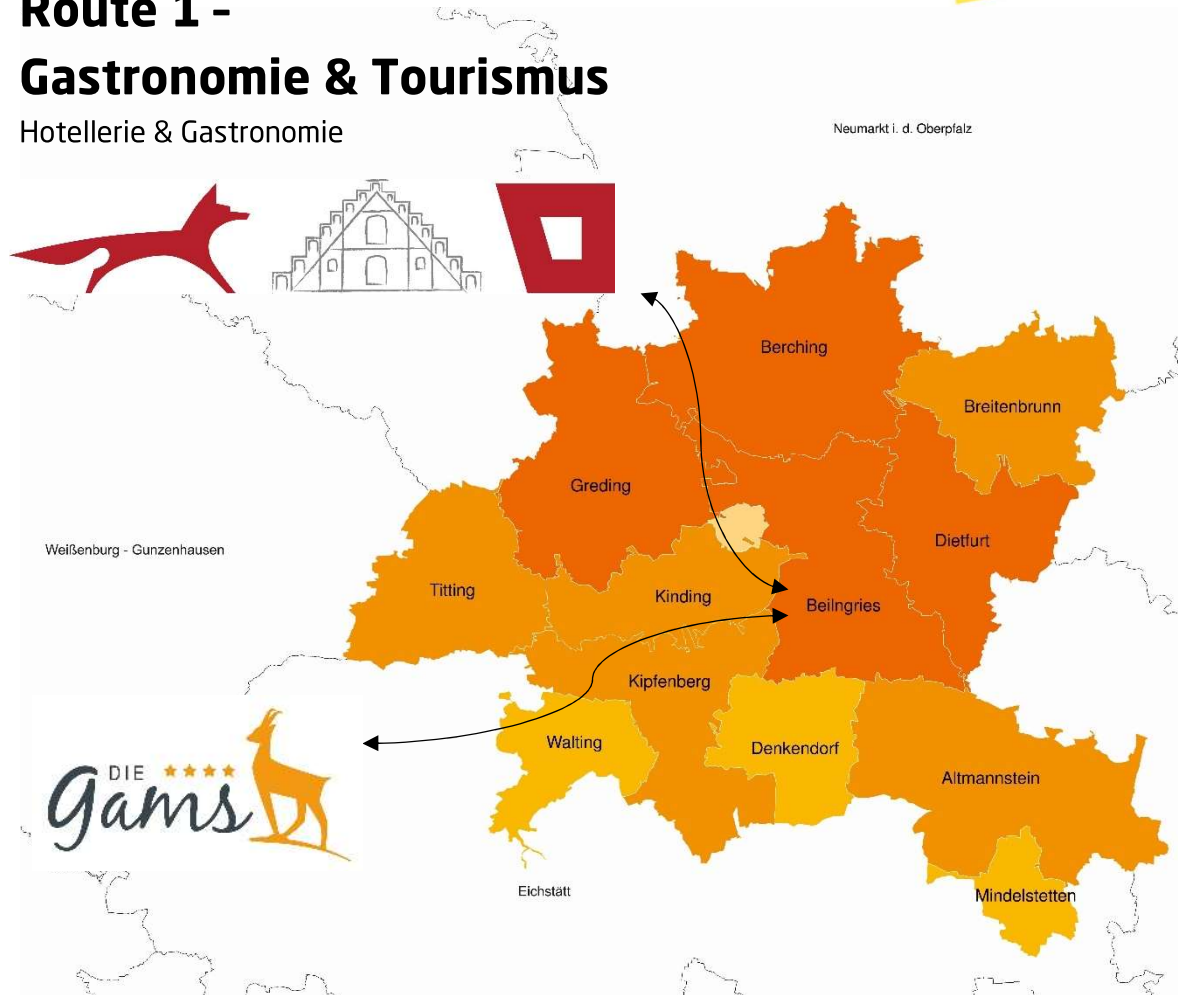 Route 1 –
Gastronomie & Tourismus
Hotellerie & Gastronomie
Neumarkt i. d. Oberpfalz
Berching
Breitenbrunn
Greding
Dietfurt
Weißenburg - Gunzenhausen
Titting
Kinding
Beilngries
Kipfenberg
Walting
Denkendorf
DIE
gams
Altmannstein
Eichstätt
Mindelstetten